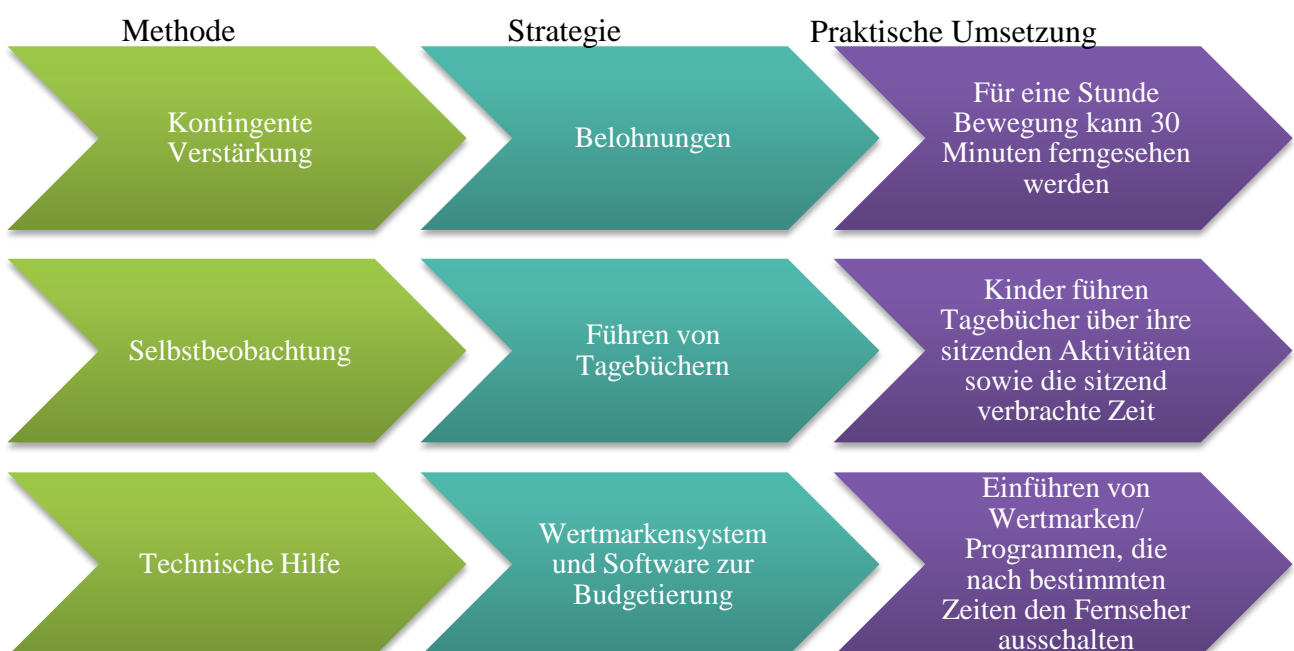 Methode
Strategie
Praktische Umsetzung
Kontingente
Verstärkung
Belohnungen
Für eine Stunde
Bewegung kann 30
Minuten ferngesehen
werden
Selbstbeobachtung
Führen von
Tagebüchern
Kinder führen
Tagebücher über ihre
sitzenden Aktivitäten
sowie die sitzend
verbrachte Zeit
Technische Hilfe
Wertmarkensystem
und Software zur
Budgetierung
Einführen von
Wertmarken/
Programmen, die
nach bestimmten
Zeiten den Fernseher
ausschalten